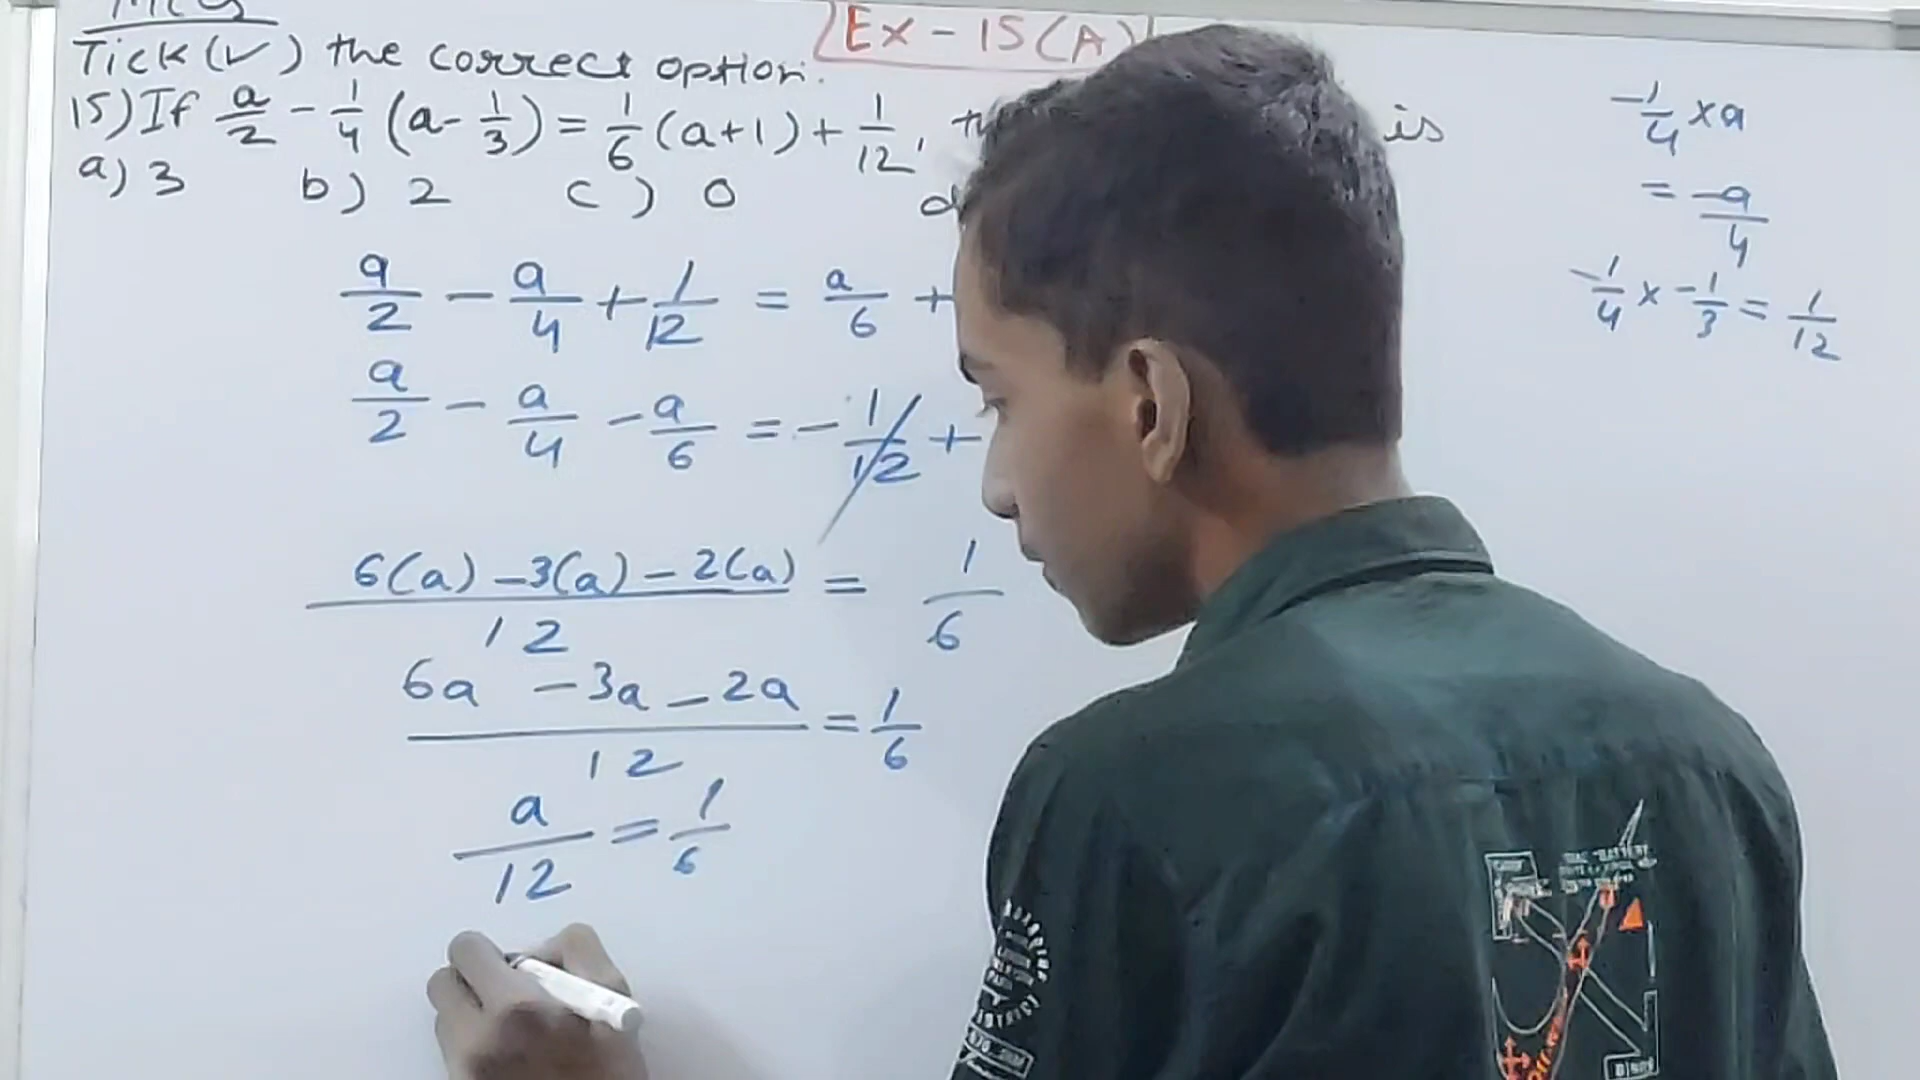 MCQ
Ex - 15(A)
Tick (✓) the correct option.
15) If a/2 - 1/4 (a - 1/3) = 1/6 (a+1) + 1/12, is
a) 3 b) 2 c) 0
a/2 - a/4 + 1/12 = a/6 +
a/2 - a/4 - a/6 = - 1/12 +
6(a) - 3(a) - 2(a) / 12 = 1/6
6a - 3a - 2a / 12 = 1/6
a/12 = 1/6
-1/4 × a
= -a/4
-1/4 × -1/3 = 1/12